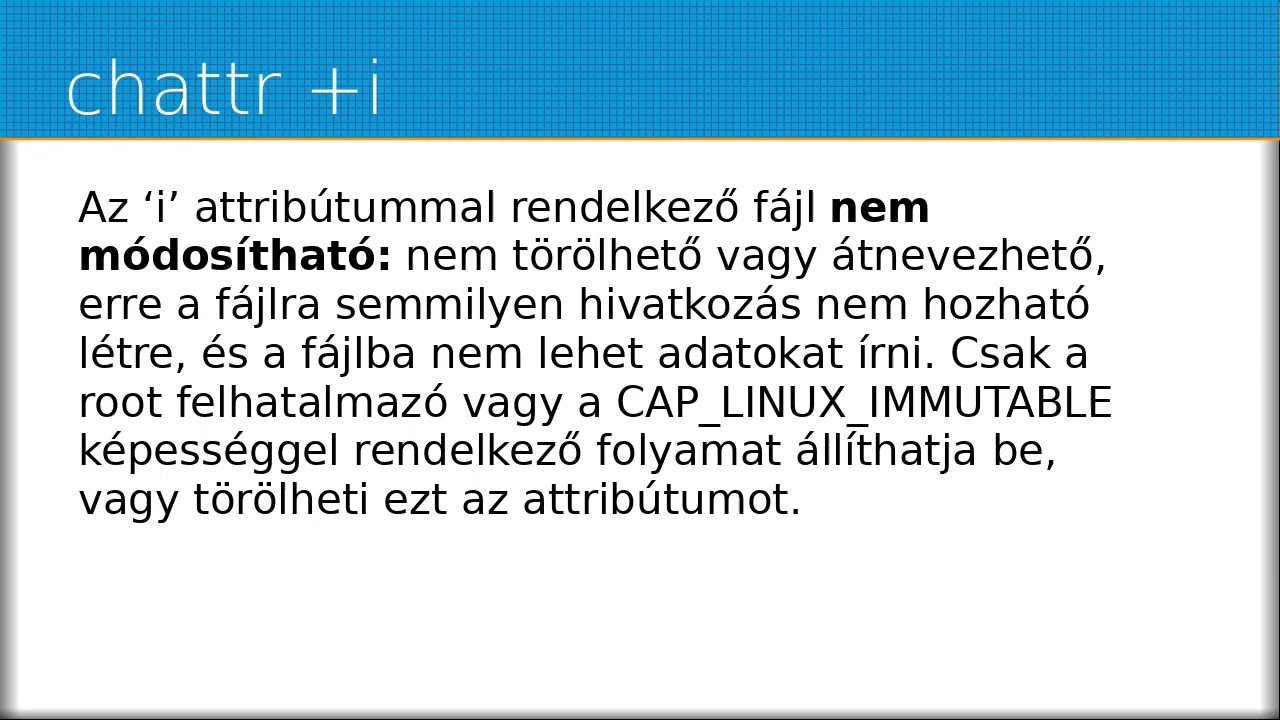 chattr +i
Az ‘i’ attribútummal rendelkező fájl nem
módosítható: nem törölhető vagy átnevezhető,
erre a fájlra semmilyen hivatkozás nem hozható
létre, és a fájlba nem lehet adatokat írni. Csak a
root felhatalmazó vagy a CAP_LINUX_IMMUTABLE
képességgel rendelkező folyamat állíthatja be,
vagy törölheti ezt az attribútumot.